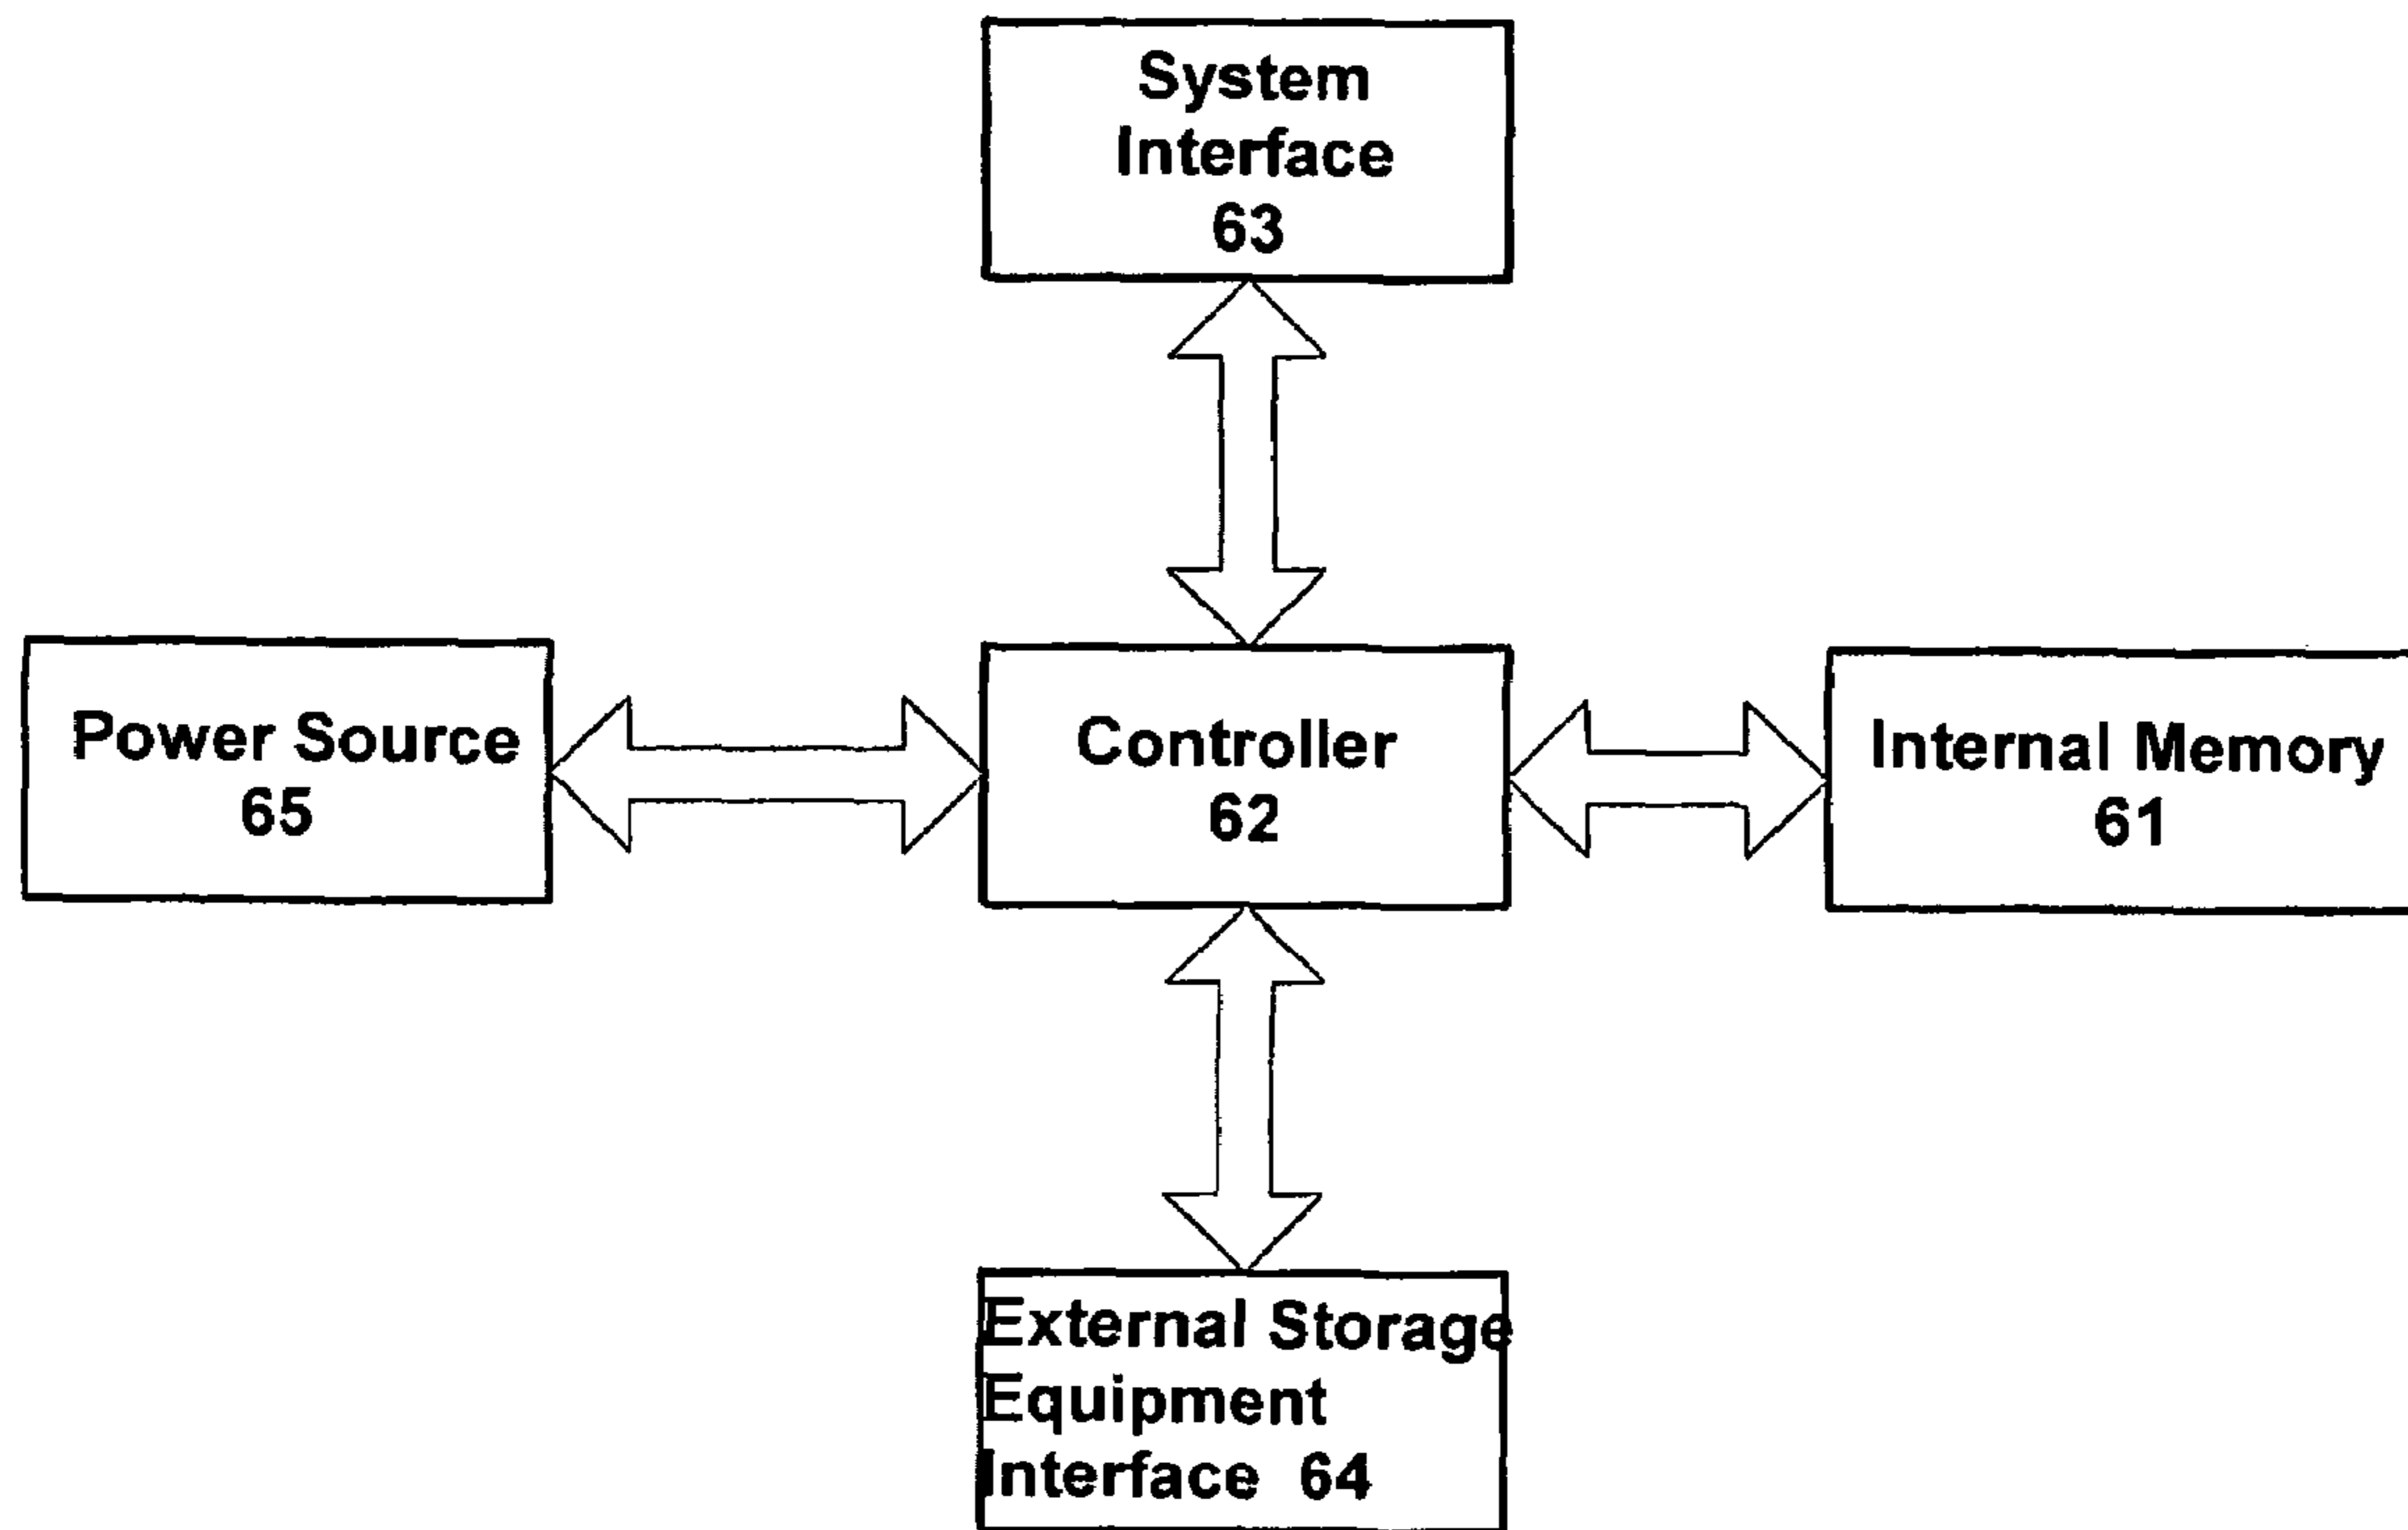 System
Interface
63
Power Source
65
Controller
62
Internal Memory
61
External Storage
Equipment
Interface 64